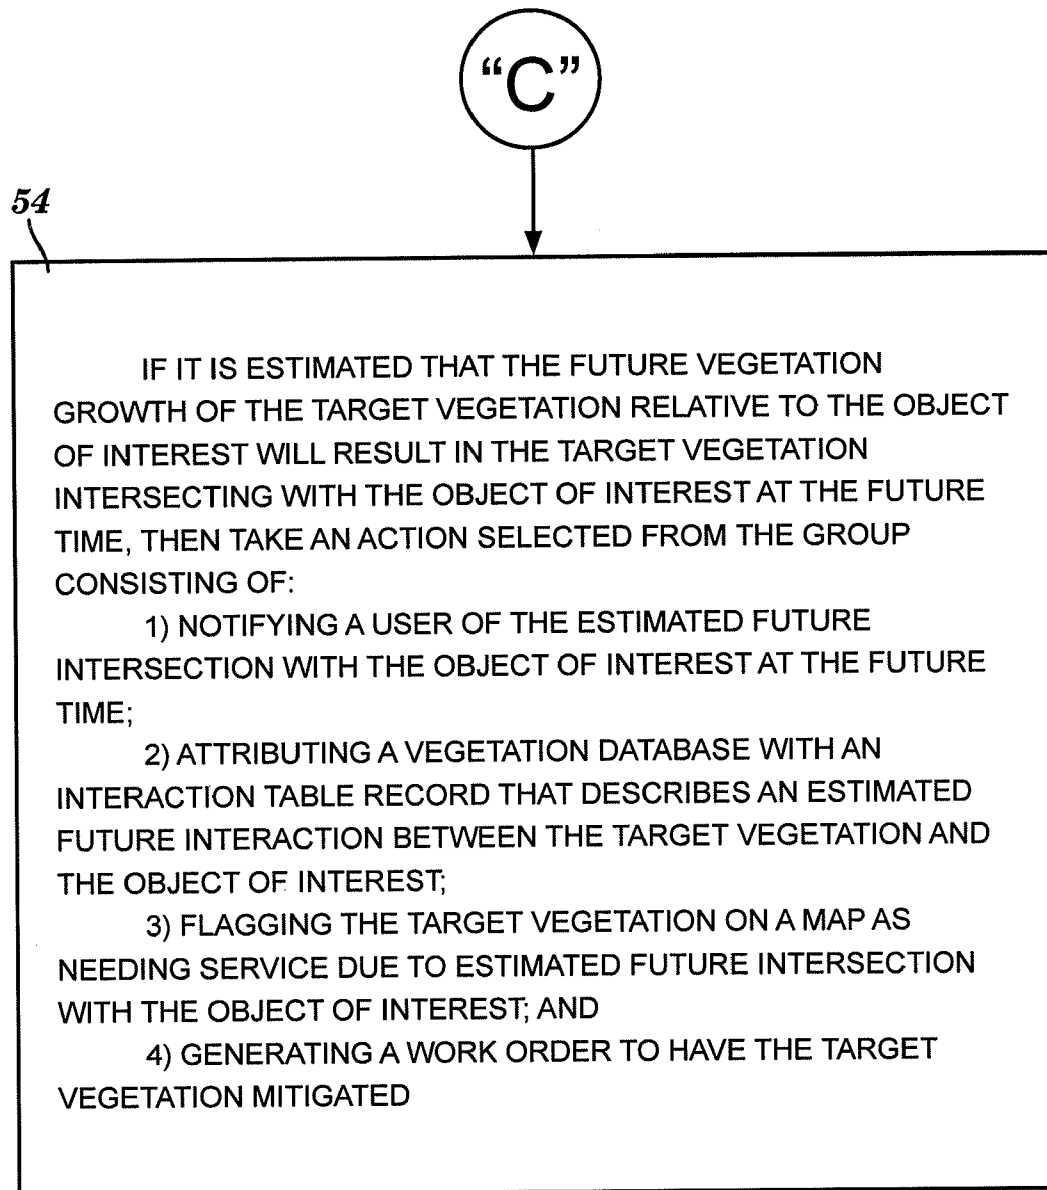 “C”
54
IF IT IS ESTIMATED THAT THE FUTURE VEGETATION
GROWTH OF THE TARGET VEGETATION RELATIVE TO THE OBJECT
OF INTEREST WILL RESULT IN THE TARGET VEGETATION
INTERSECTING WITH THE OBJECT OF INTEREST AT THE FUTURE
TIME, THEN TAKE AN ACTION SELECTED FROM THE GROUP
CONSISTING OF:
1) NOTIFYING A USER OF THE ESTIMATED FUTURE
INTERSECTION WITH THE OBJECT OF INTEREST AT THE FUTURE
TIME;
2) ATTRIBUTING A VEGETATION DATABASE WITH AN
INTERACTION TABLE RECORD THAT DESCRIBES AN ESTIMATED
FUTURE INTERACTION BETWEEN THE TARGET VEGETATION AND
THE OBJECT OF INTEREST;
3) FLAGGING THE TARGET VEGETATION ON A MAP AS
NEEDING SERVICE DUE TO ESTIMATED FUTURE INTERSECTION
WITH THE OBJECT OF INTEREST; AND
4) GENERATING A WORK ORDER TO HAVE THE TARGET
VEGETATION MITIGATED